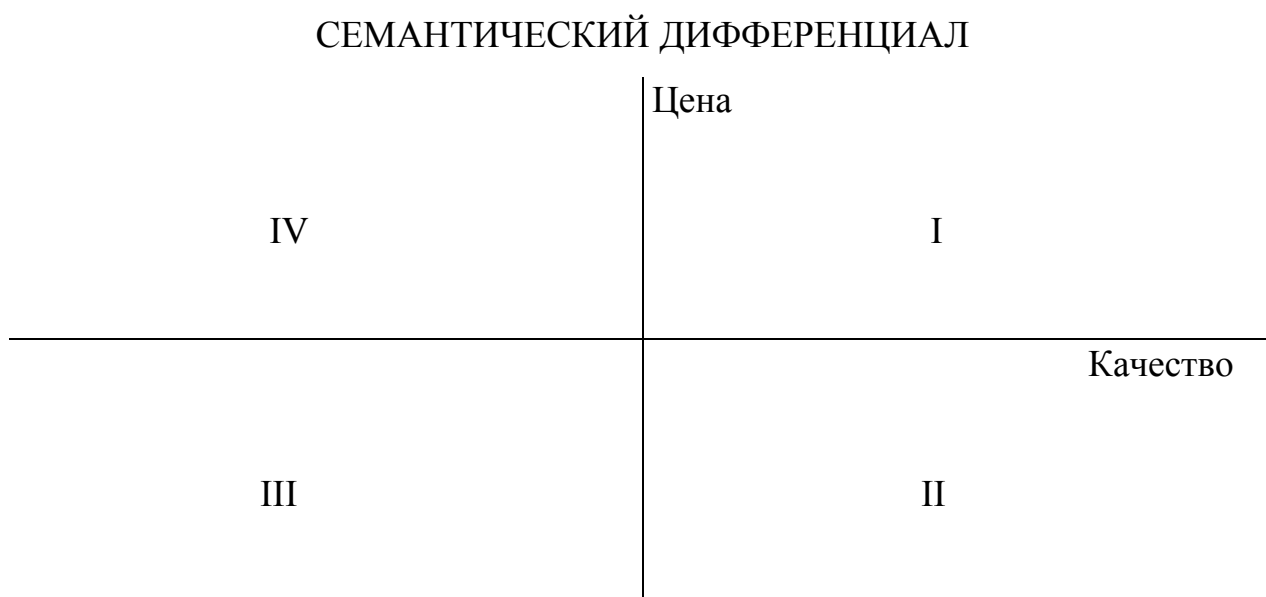 СЕМАНТИЧЕСКИЙ ДИФФЕРЕНЦИАЛ
Цена
IV
I
Качество
III
II